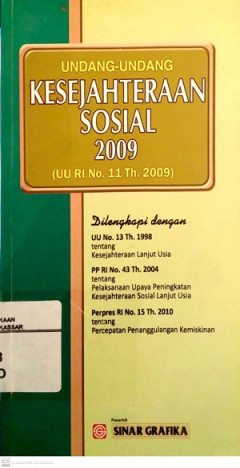 UNDANG-UNDANG
KESEJAHTERAAN
SOSIAL
2009
(UU RI No. 11 Th. 2009)
Dilengkapi dengan
UU No. 13 Th. 1998
tentang
Kesejahteraan Lanjut Usia
PP RI No. 43 Th. 2004
tentang
Pelaksanaan Upaya Peningkatan
Kesejahteraan Sosial Lanjut Usia
Perpres RI No. 15 Th. 2010
tentang
Percepatan Penanggulangan Kemiskinan
KAAN
KASSAR
Penerbit
SINAR GRAFIKA